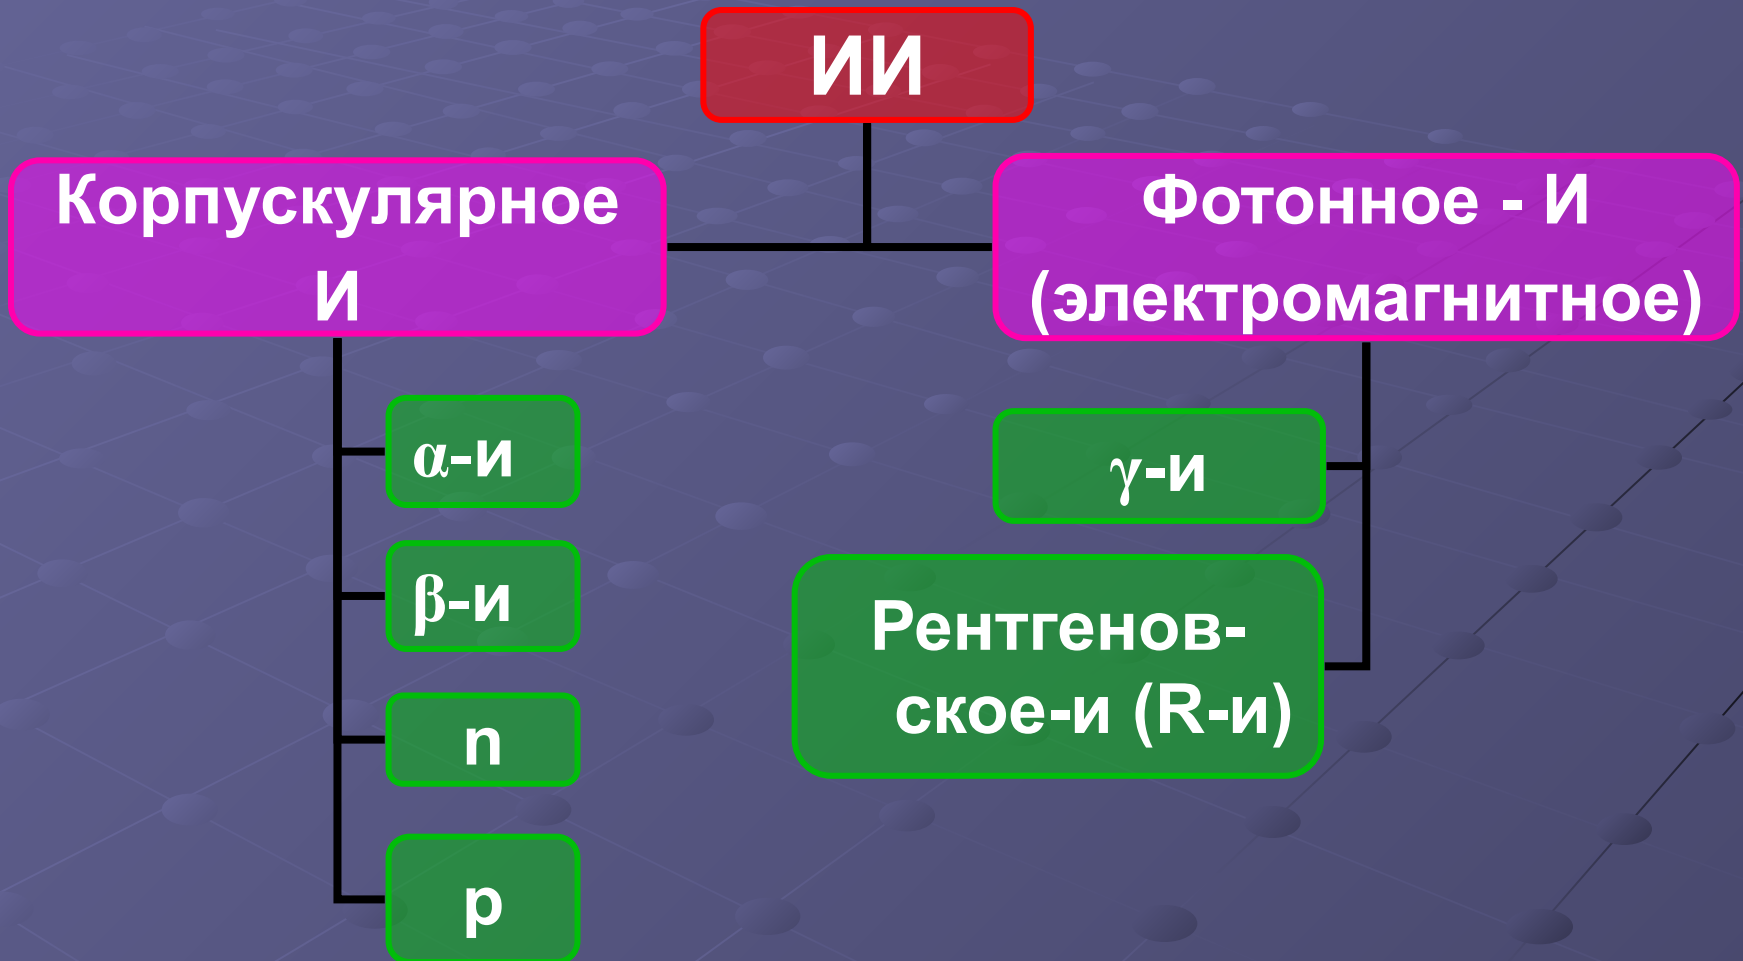 ИИ
Корпускулярное
И
α-и
β-и
n
p
Фотонное - И
(электромагнитное)
γ-и
Рентгенов-
ское-и (R-и)